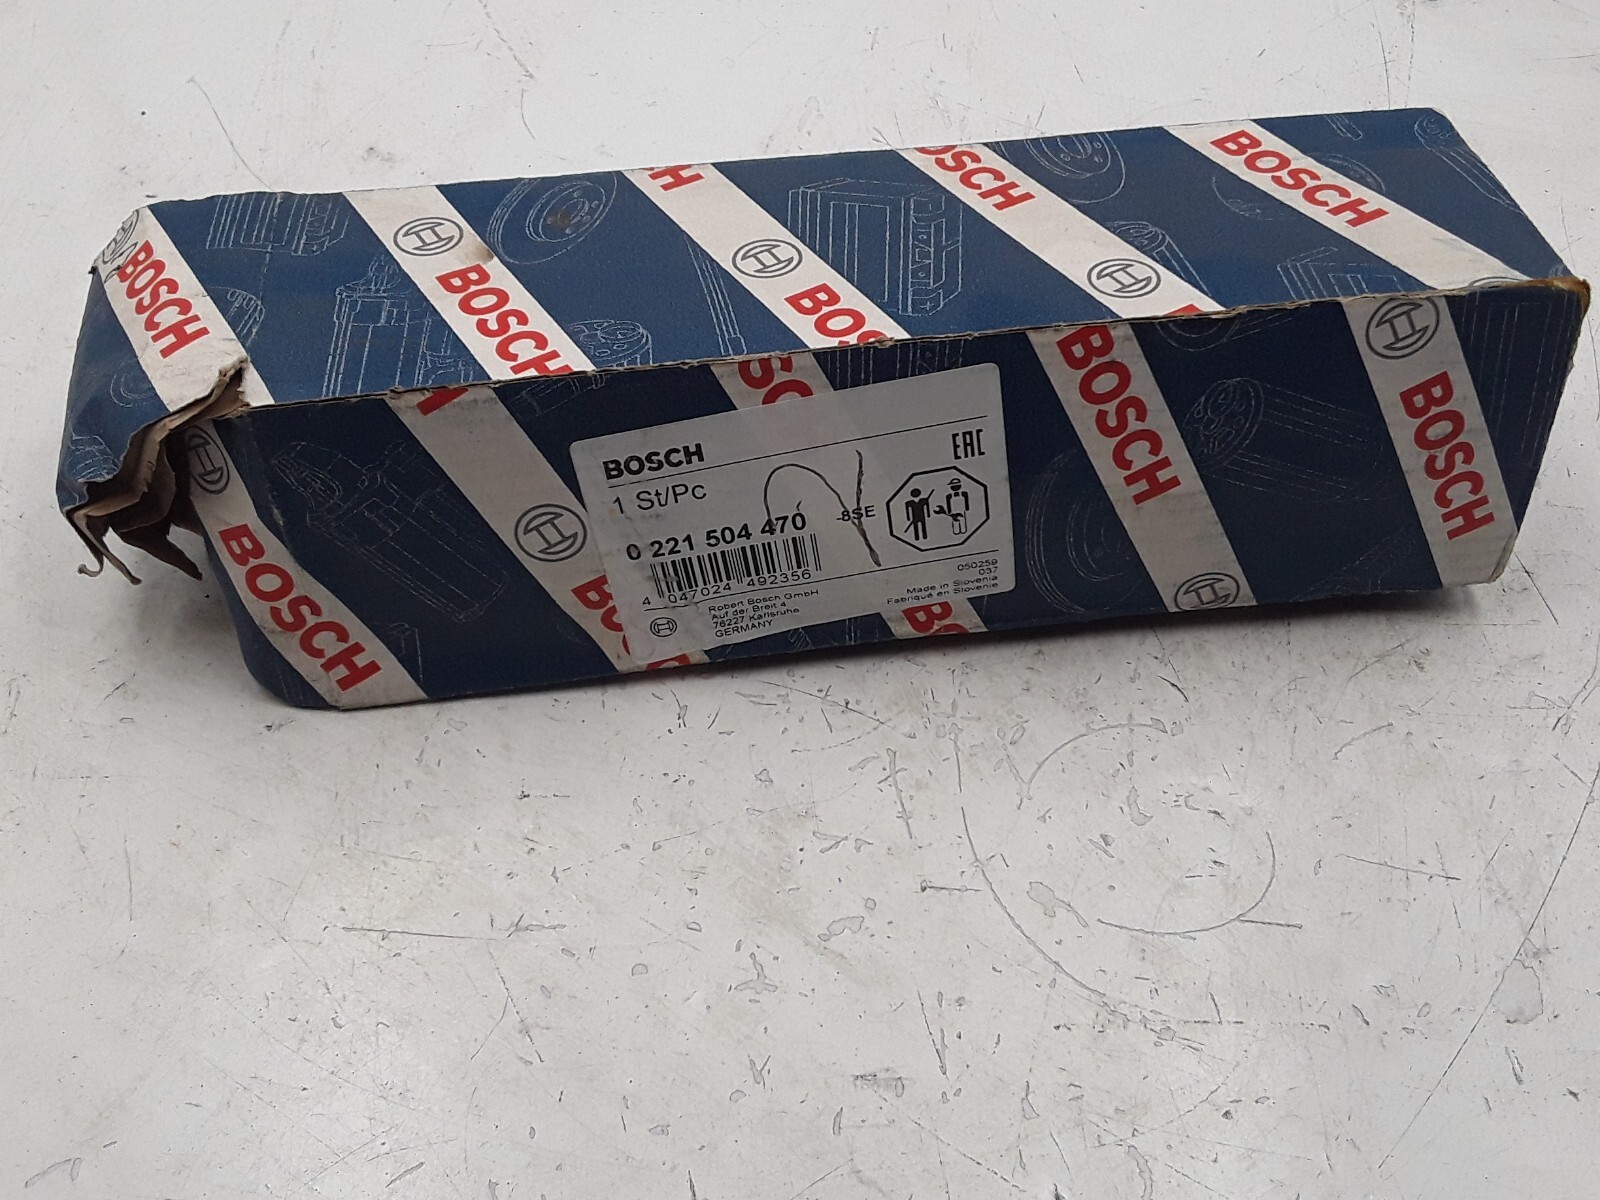 BOSCH
BOSCH
BOSCH
BOSCH
BOSCH
BOSCH
EAC
1 St/Pc
0 221 504 470
-8SE
4 047024 492356
Robert Bosch GmbH
Auf der Breit 4
76227 Karlsruhe
GERMANY
050259
037
Made in Slovenia
Fabriqué en Slovenie
BOSCH
BOSCH
BOSCH